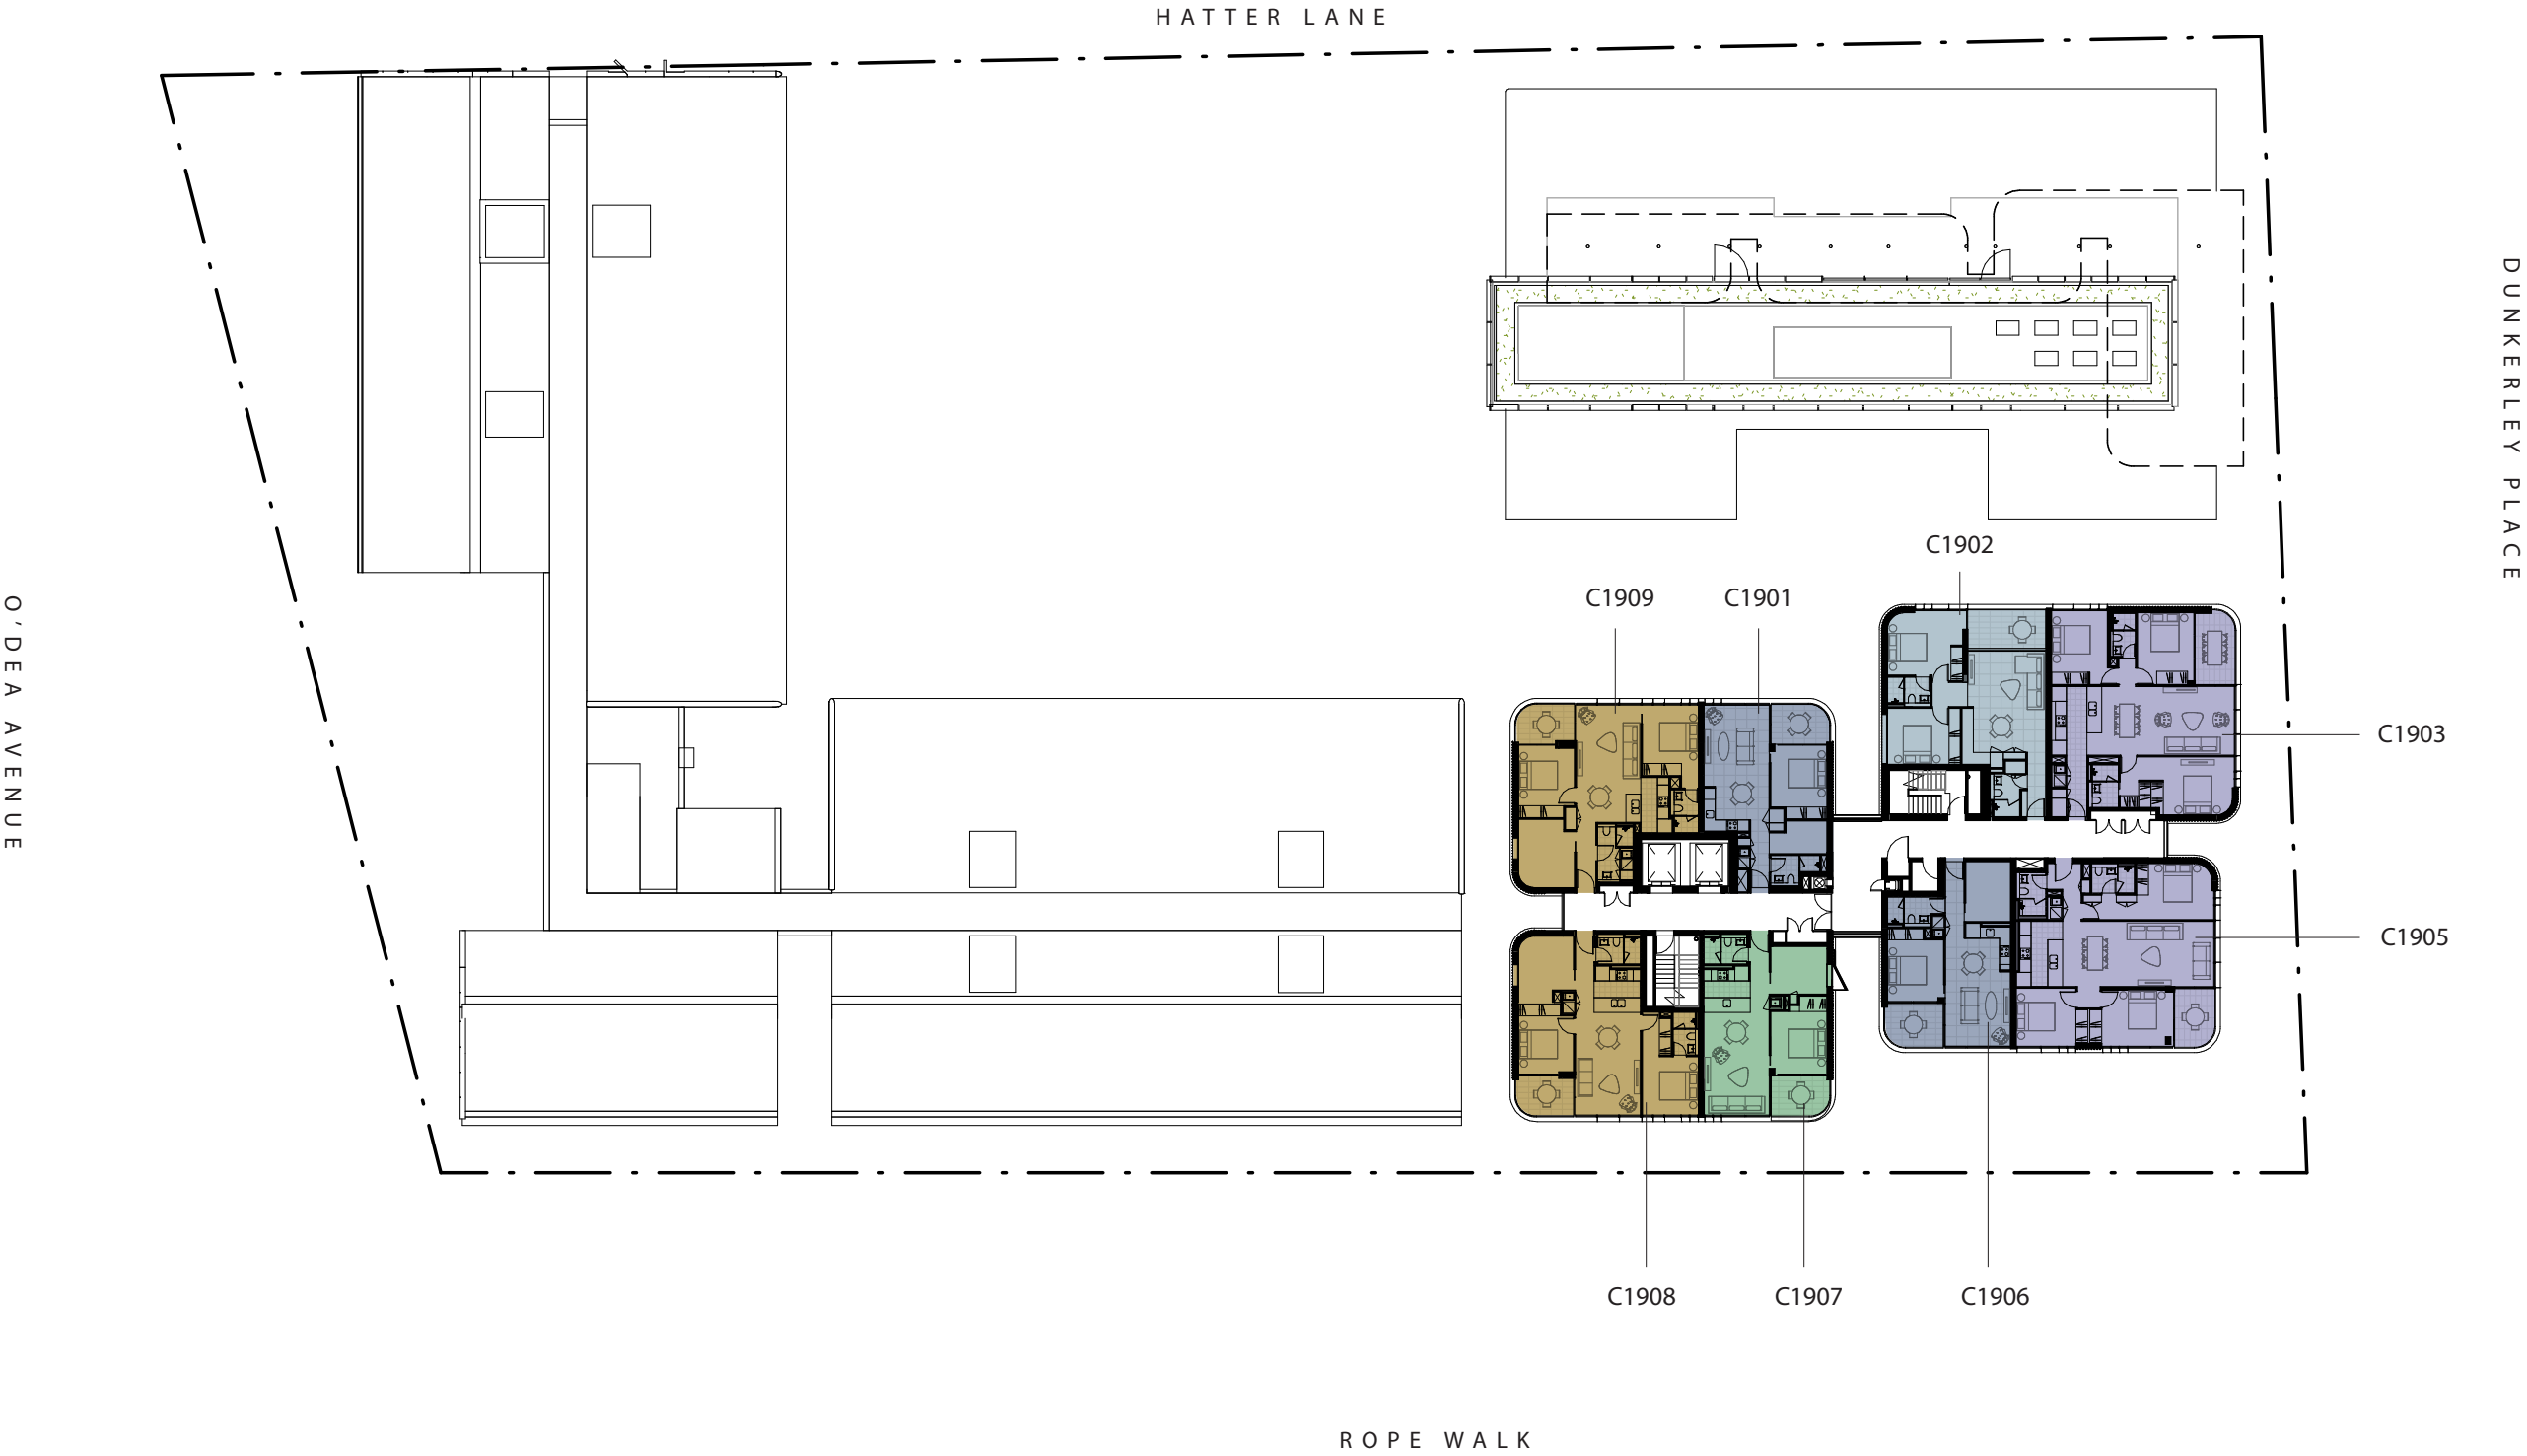 HATTER LANE
DUNKERLEY PLACE
C1902
C1909
C1901
O'DEA AVENUE
C1903
C1905
C1908
C1907
C1906
ROPE WALK